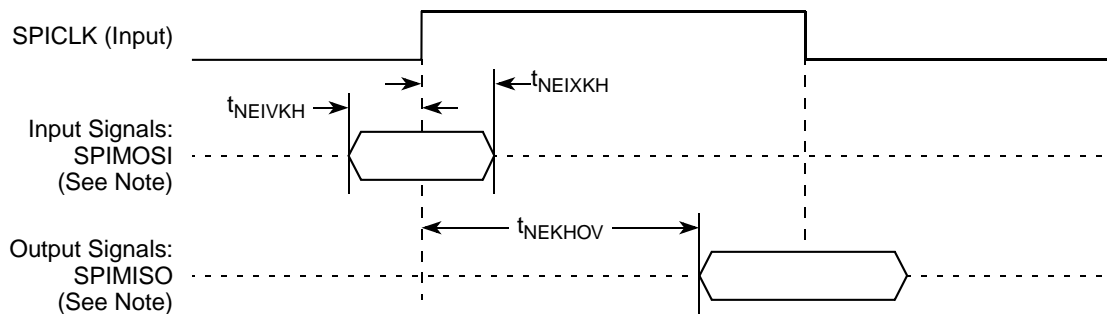 SPICLK (Input)
tNEIXKH
tNEIVKH
Input Signals:
SPIMOSI
(See Note)
tNEKHOV
Output Signals:
SPIMISO
(See Note)